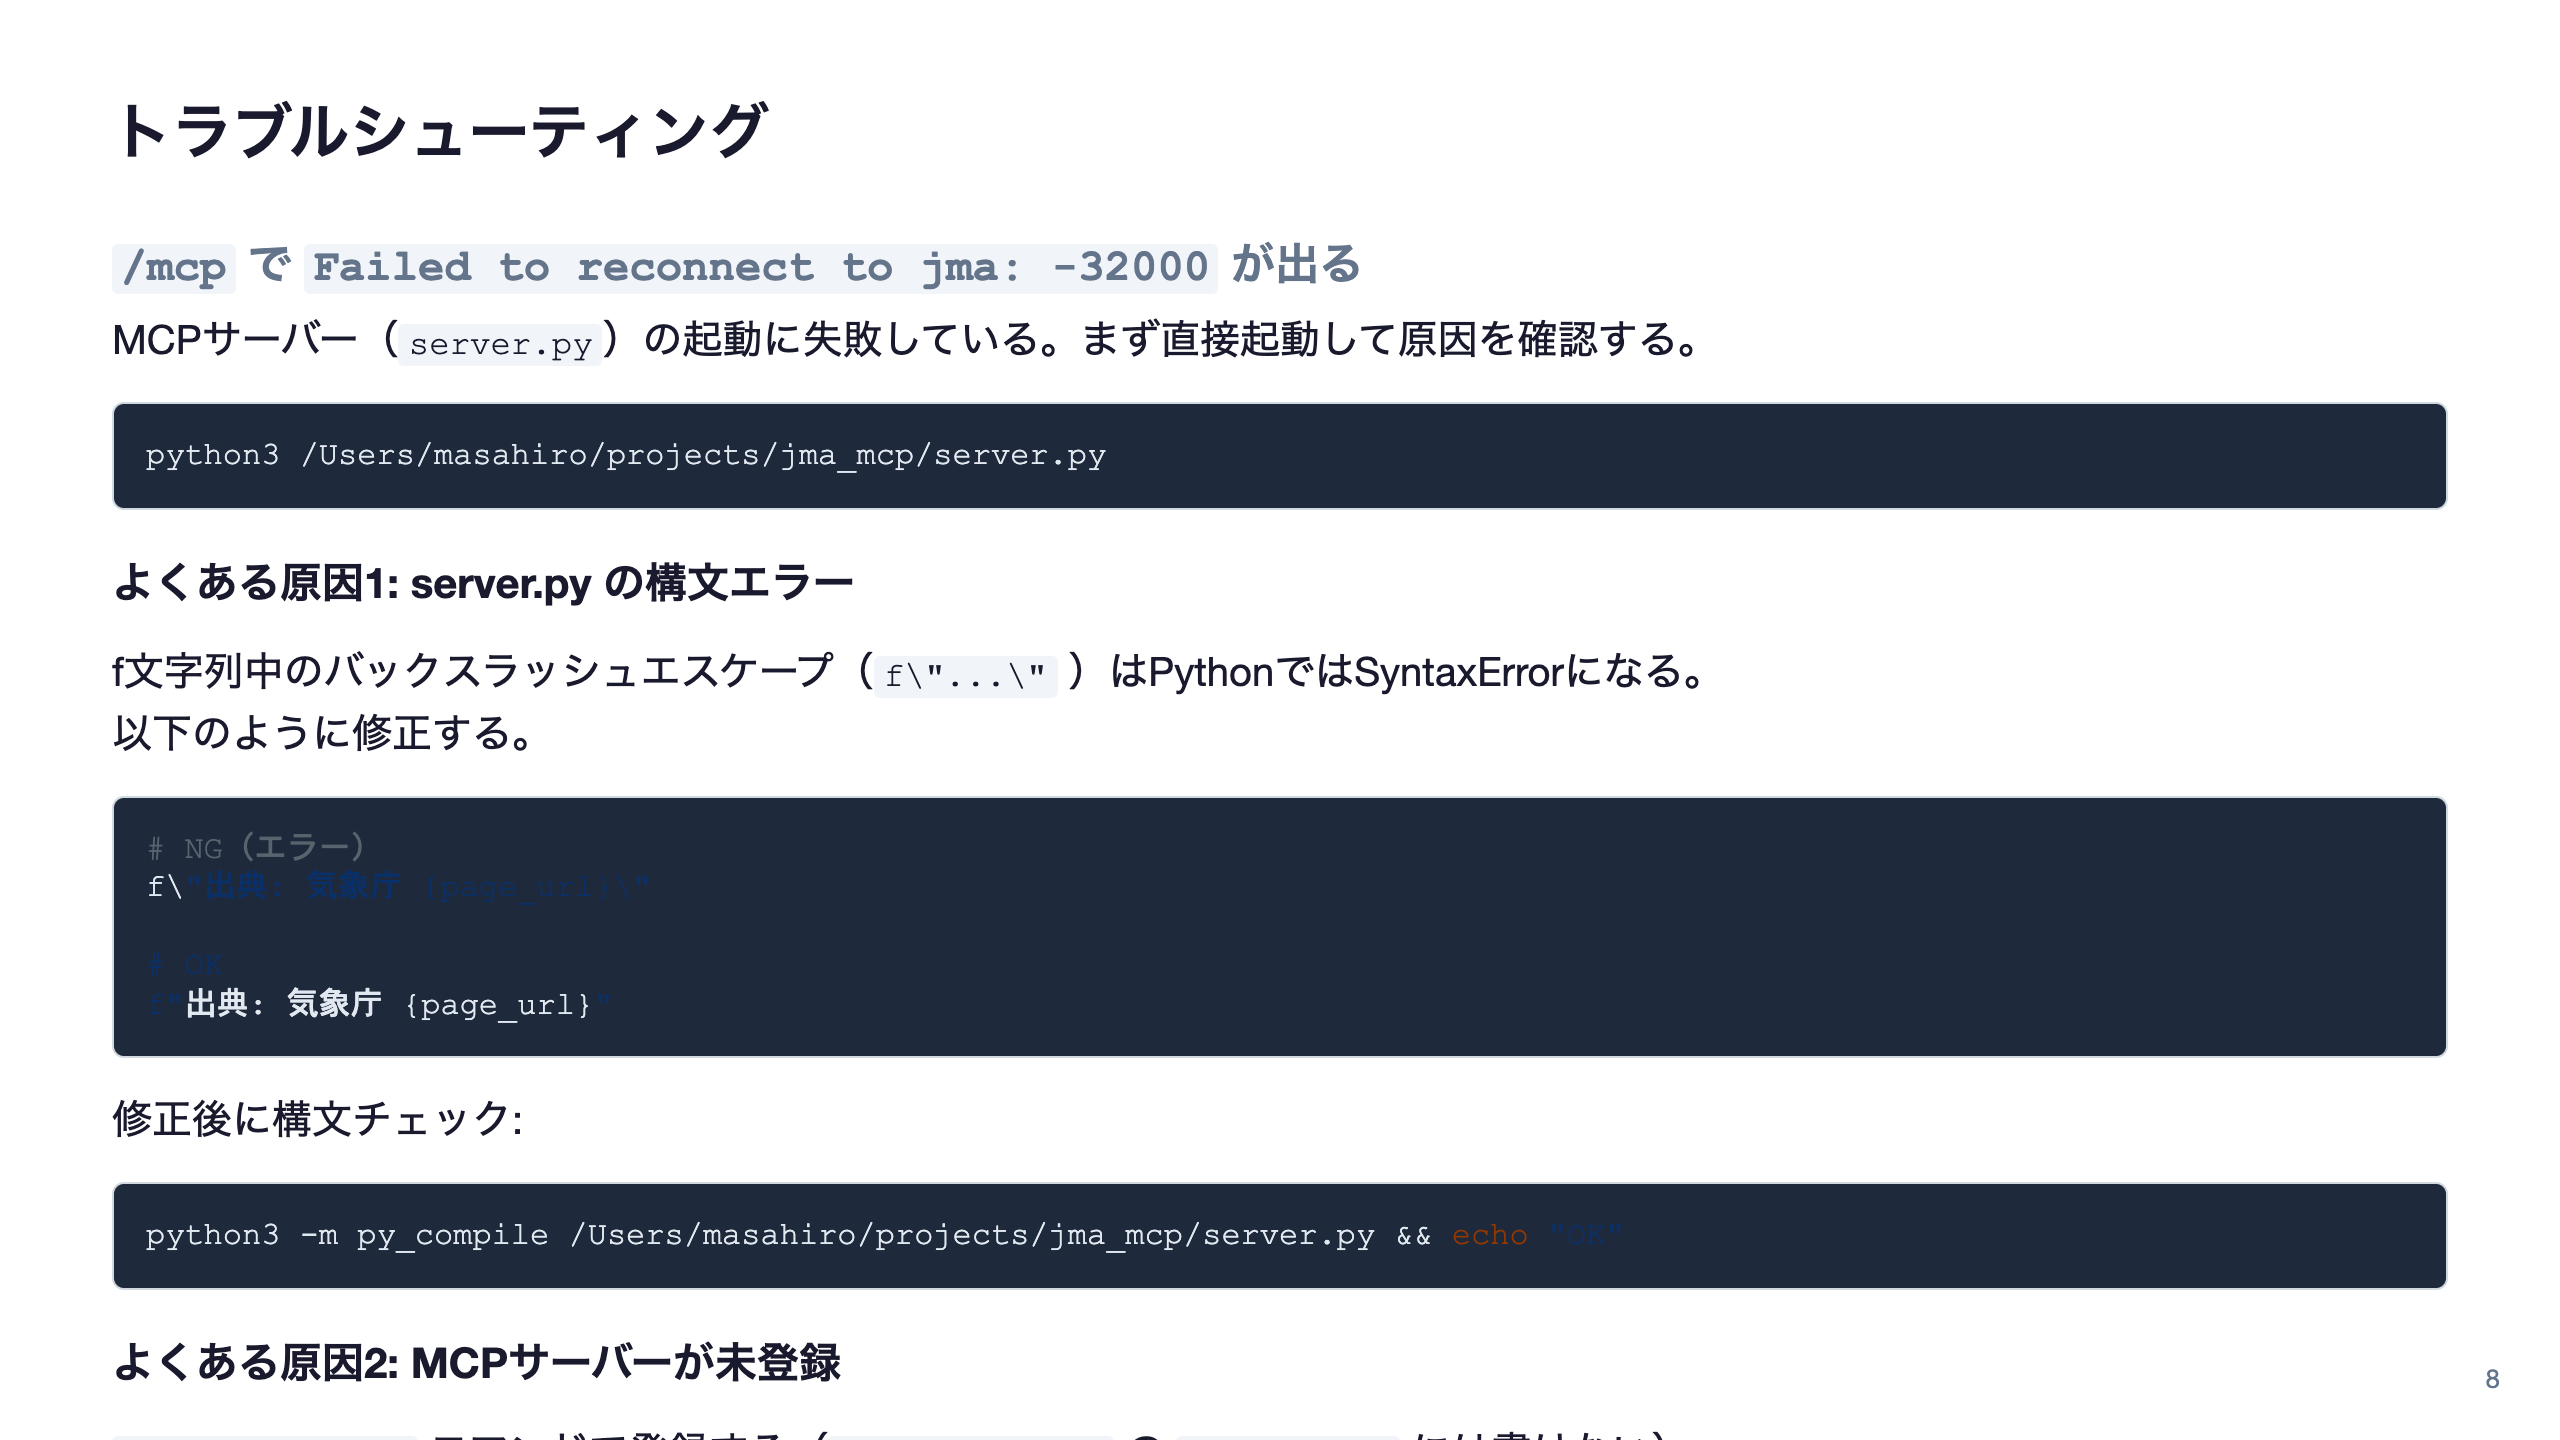 トラブルシューティング
/mcp で Failed to reconnect to jma: -32000 が出る
MCPサーバー（server.py）の起動に失敗している。まず直接起動して原因を確認する。
python3 /Users/masahiro/projects/jma_mcp/server.py
よくある原因1: server.py の構文エラー
f文字列中のバックスラッシュエスケープ（f\"...\"）はPythonではSyntaxErrorになる。
以下のように修正する。
# NG（エラー）
f\"出典: 気象庁 {page_url}\"
# OK
f"出典: 気象庁 {page_url}"
修正後に構文チェック:
python3 -m py_compile /Users/masahiro/projects/jma_mcp/server.py && echo "OK"
よくある原因2: MCPサーバーが未登録
8